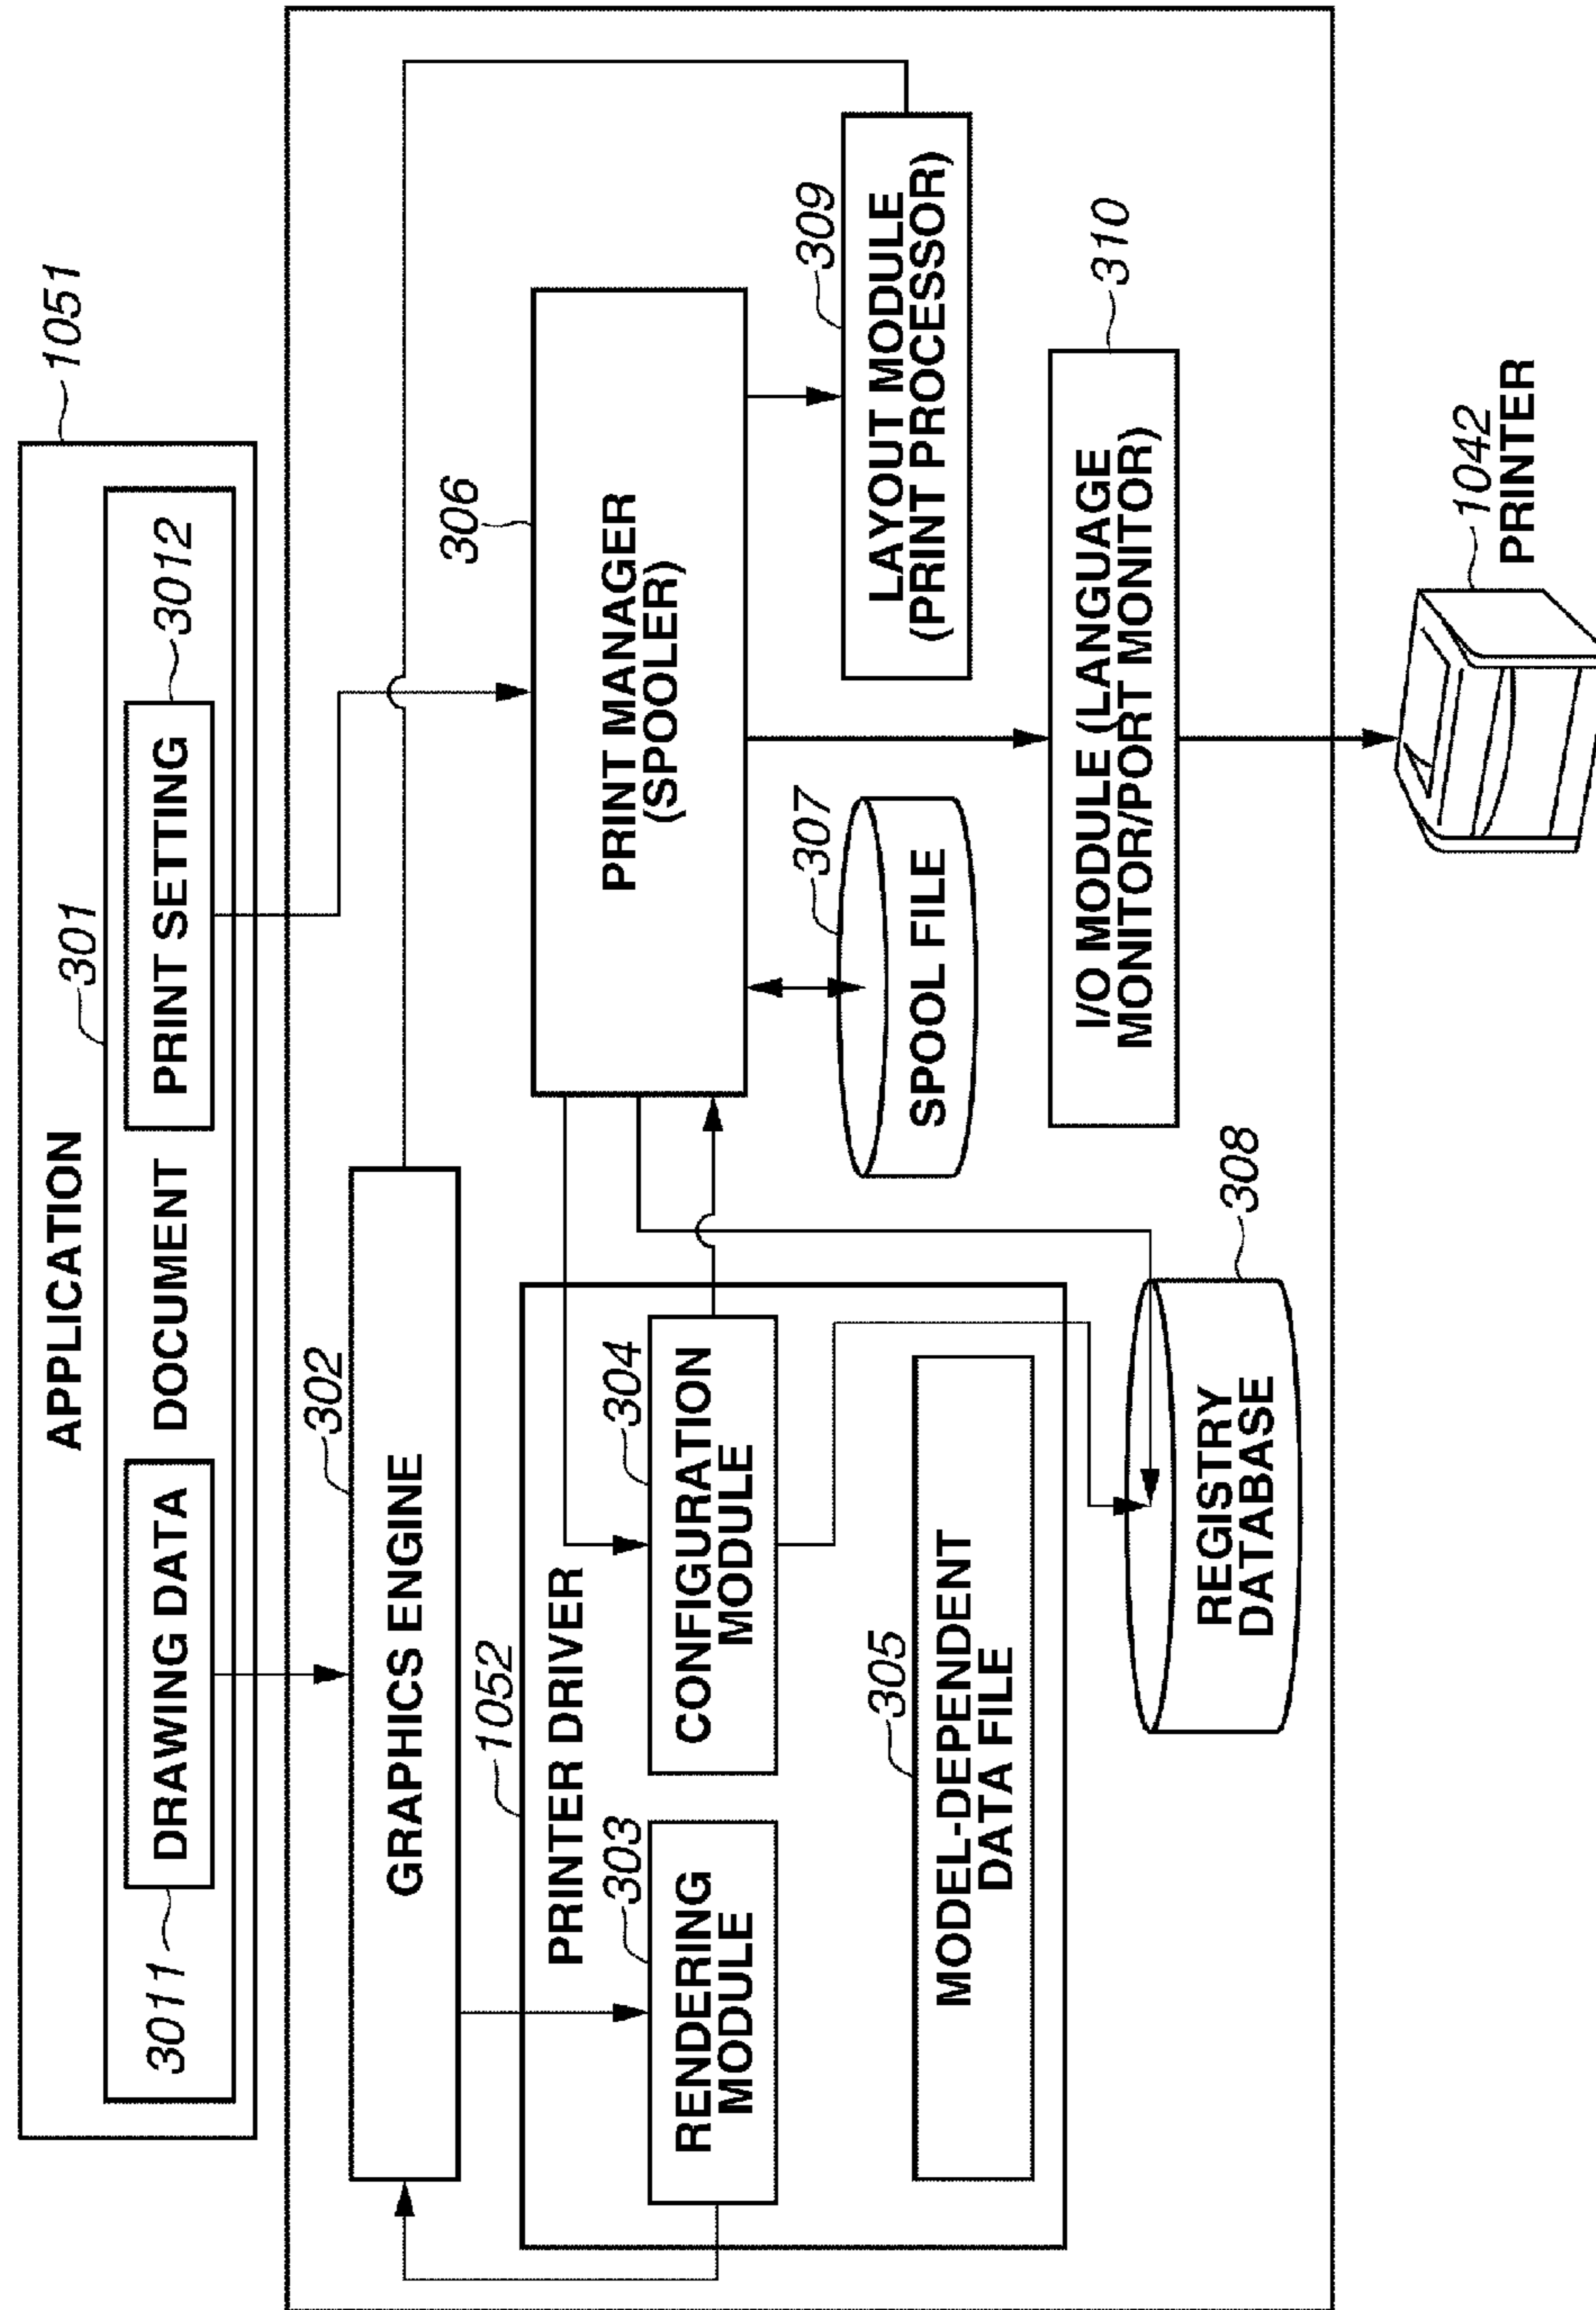 APPLICATION
1051
301
3011
DRAWING DATA
DOCUMENT
PRINT SETTING
3012
302
GRAPHICS ENGINE
1052
PRINTER DRIVER
303
RENDERING
MODULE
304
CONFIGURATION
MODULE
305
MODEL-DEPENDENT
DATA FILE
306
PRINT MANAGER
(SPOOLER)
307
SPOOL FILE
309
LAYOUT MODULE
(PRINT PROCESSOR)
308
REGISTRY
DATABASE
310
I/O MODULE (LANGUAGE
MONITOR/PORT MONITOR)
1042
PRINTER